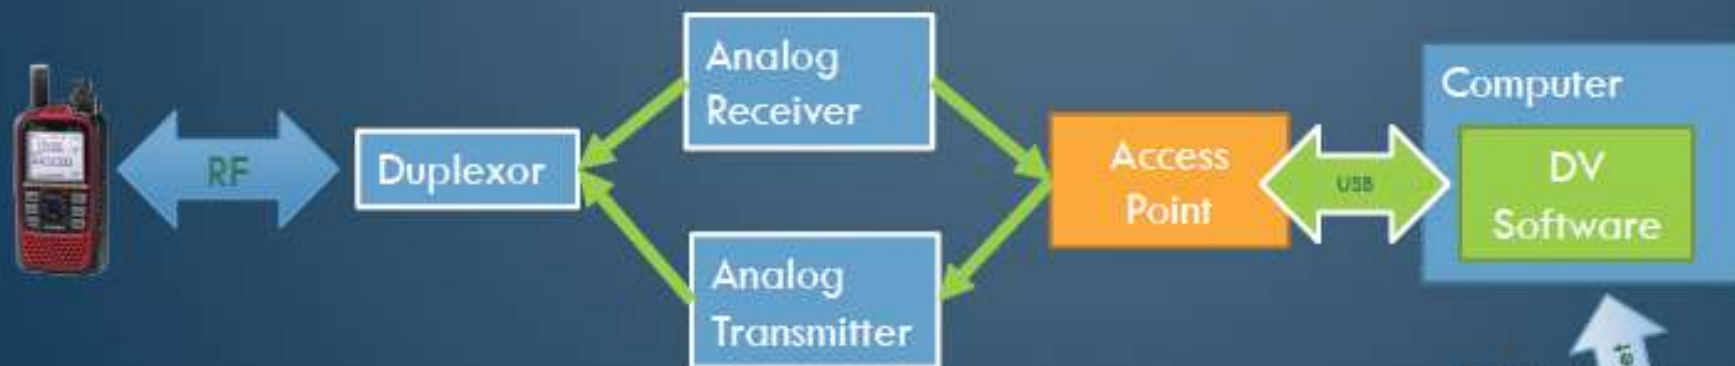 Analog
Receiver
Computer
RF
Duplexor
Access
Point
USB
DV
Software
Analog
Transmitter